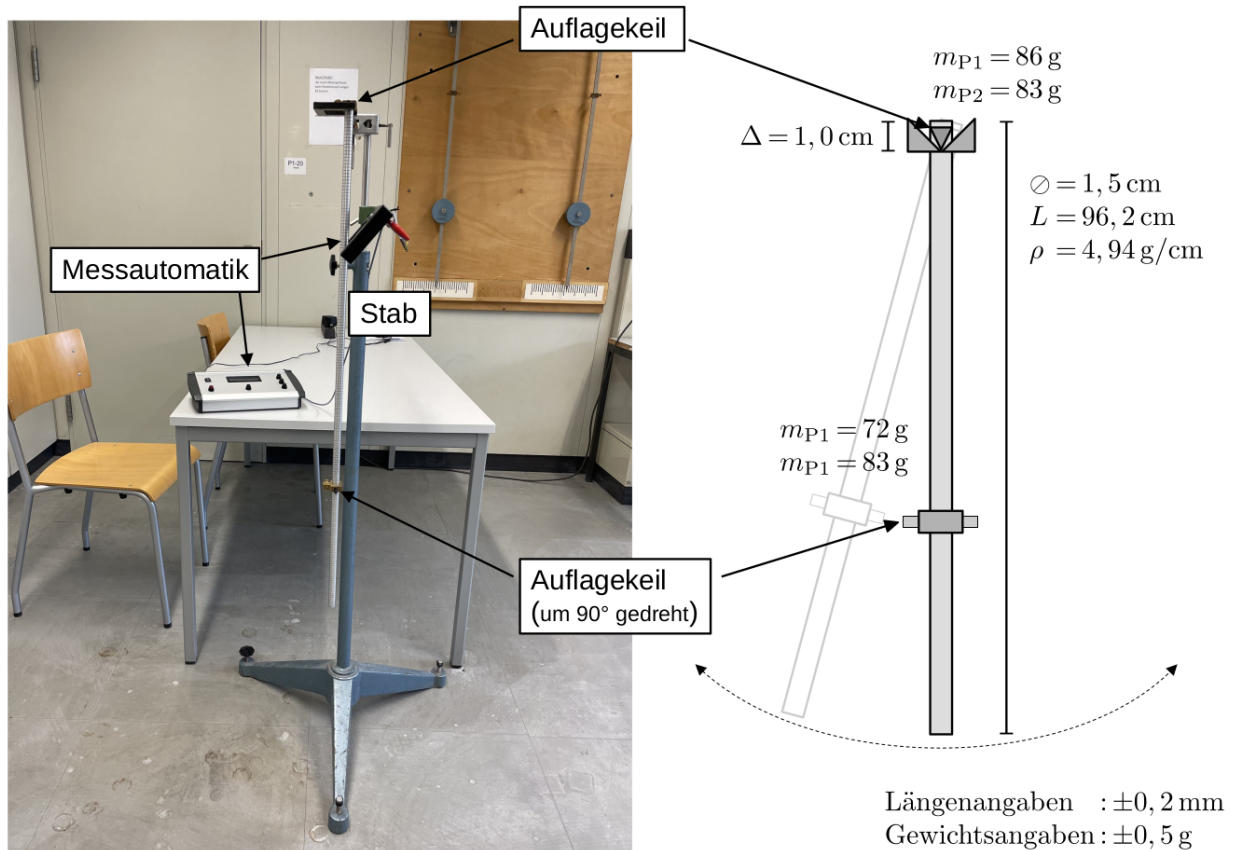 Auflagekeil
m_P1 = 86 g
m_P2 = 83 g
Δ = 1, 0 cm
⊘ = 1, 5 cm
L = 96, 2 cm
ρ = 4, 94 g/cm
P1-20
Messautomatik
Stab
m_P1 = 72 g
m_P1 = 83 g
Auflagekeil
(um 90° gedreht)
Längenangaben : ±0, 2 mm
Gewichtsangaben : ±0, 5 g